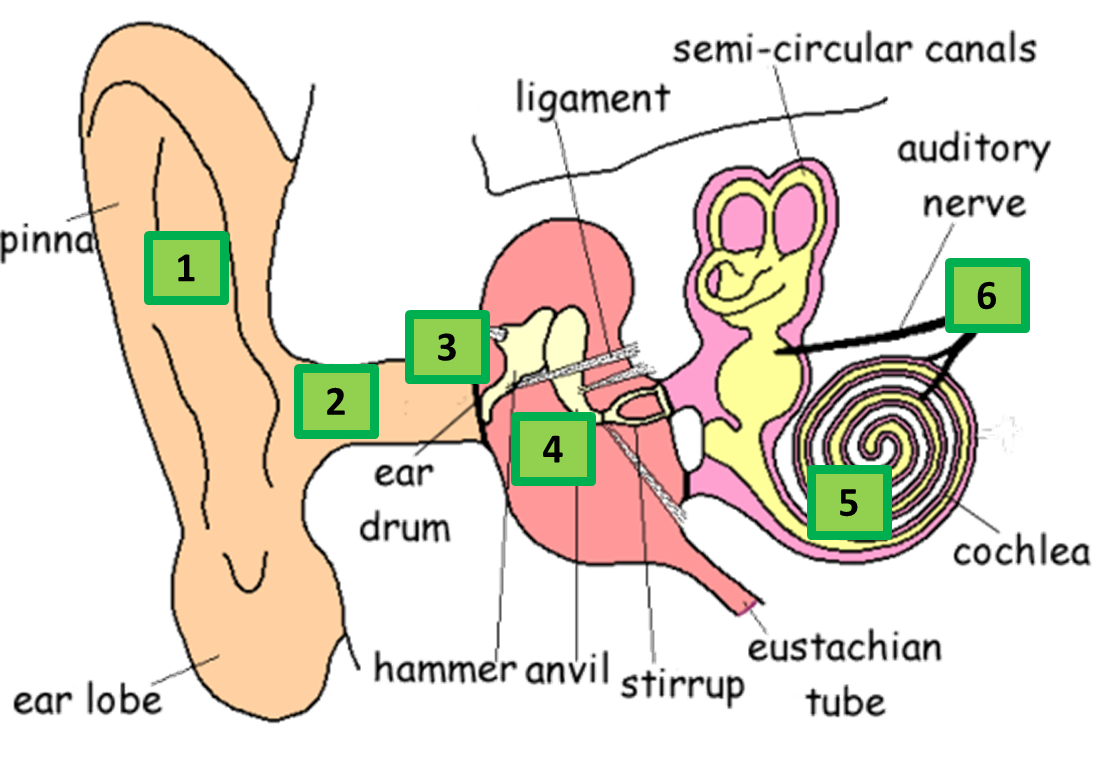 semi-circular canals
ligament
auditory
nerve
pinna
1
6
3
2
4
ear
drum
5
cochlea
hammer
anvil
stirrup
eustachian
tube
ear lobe